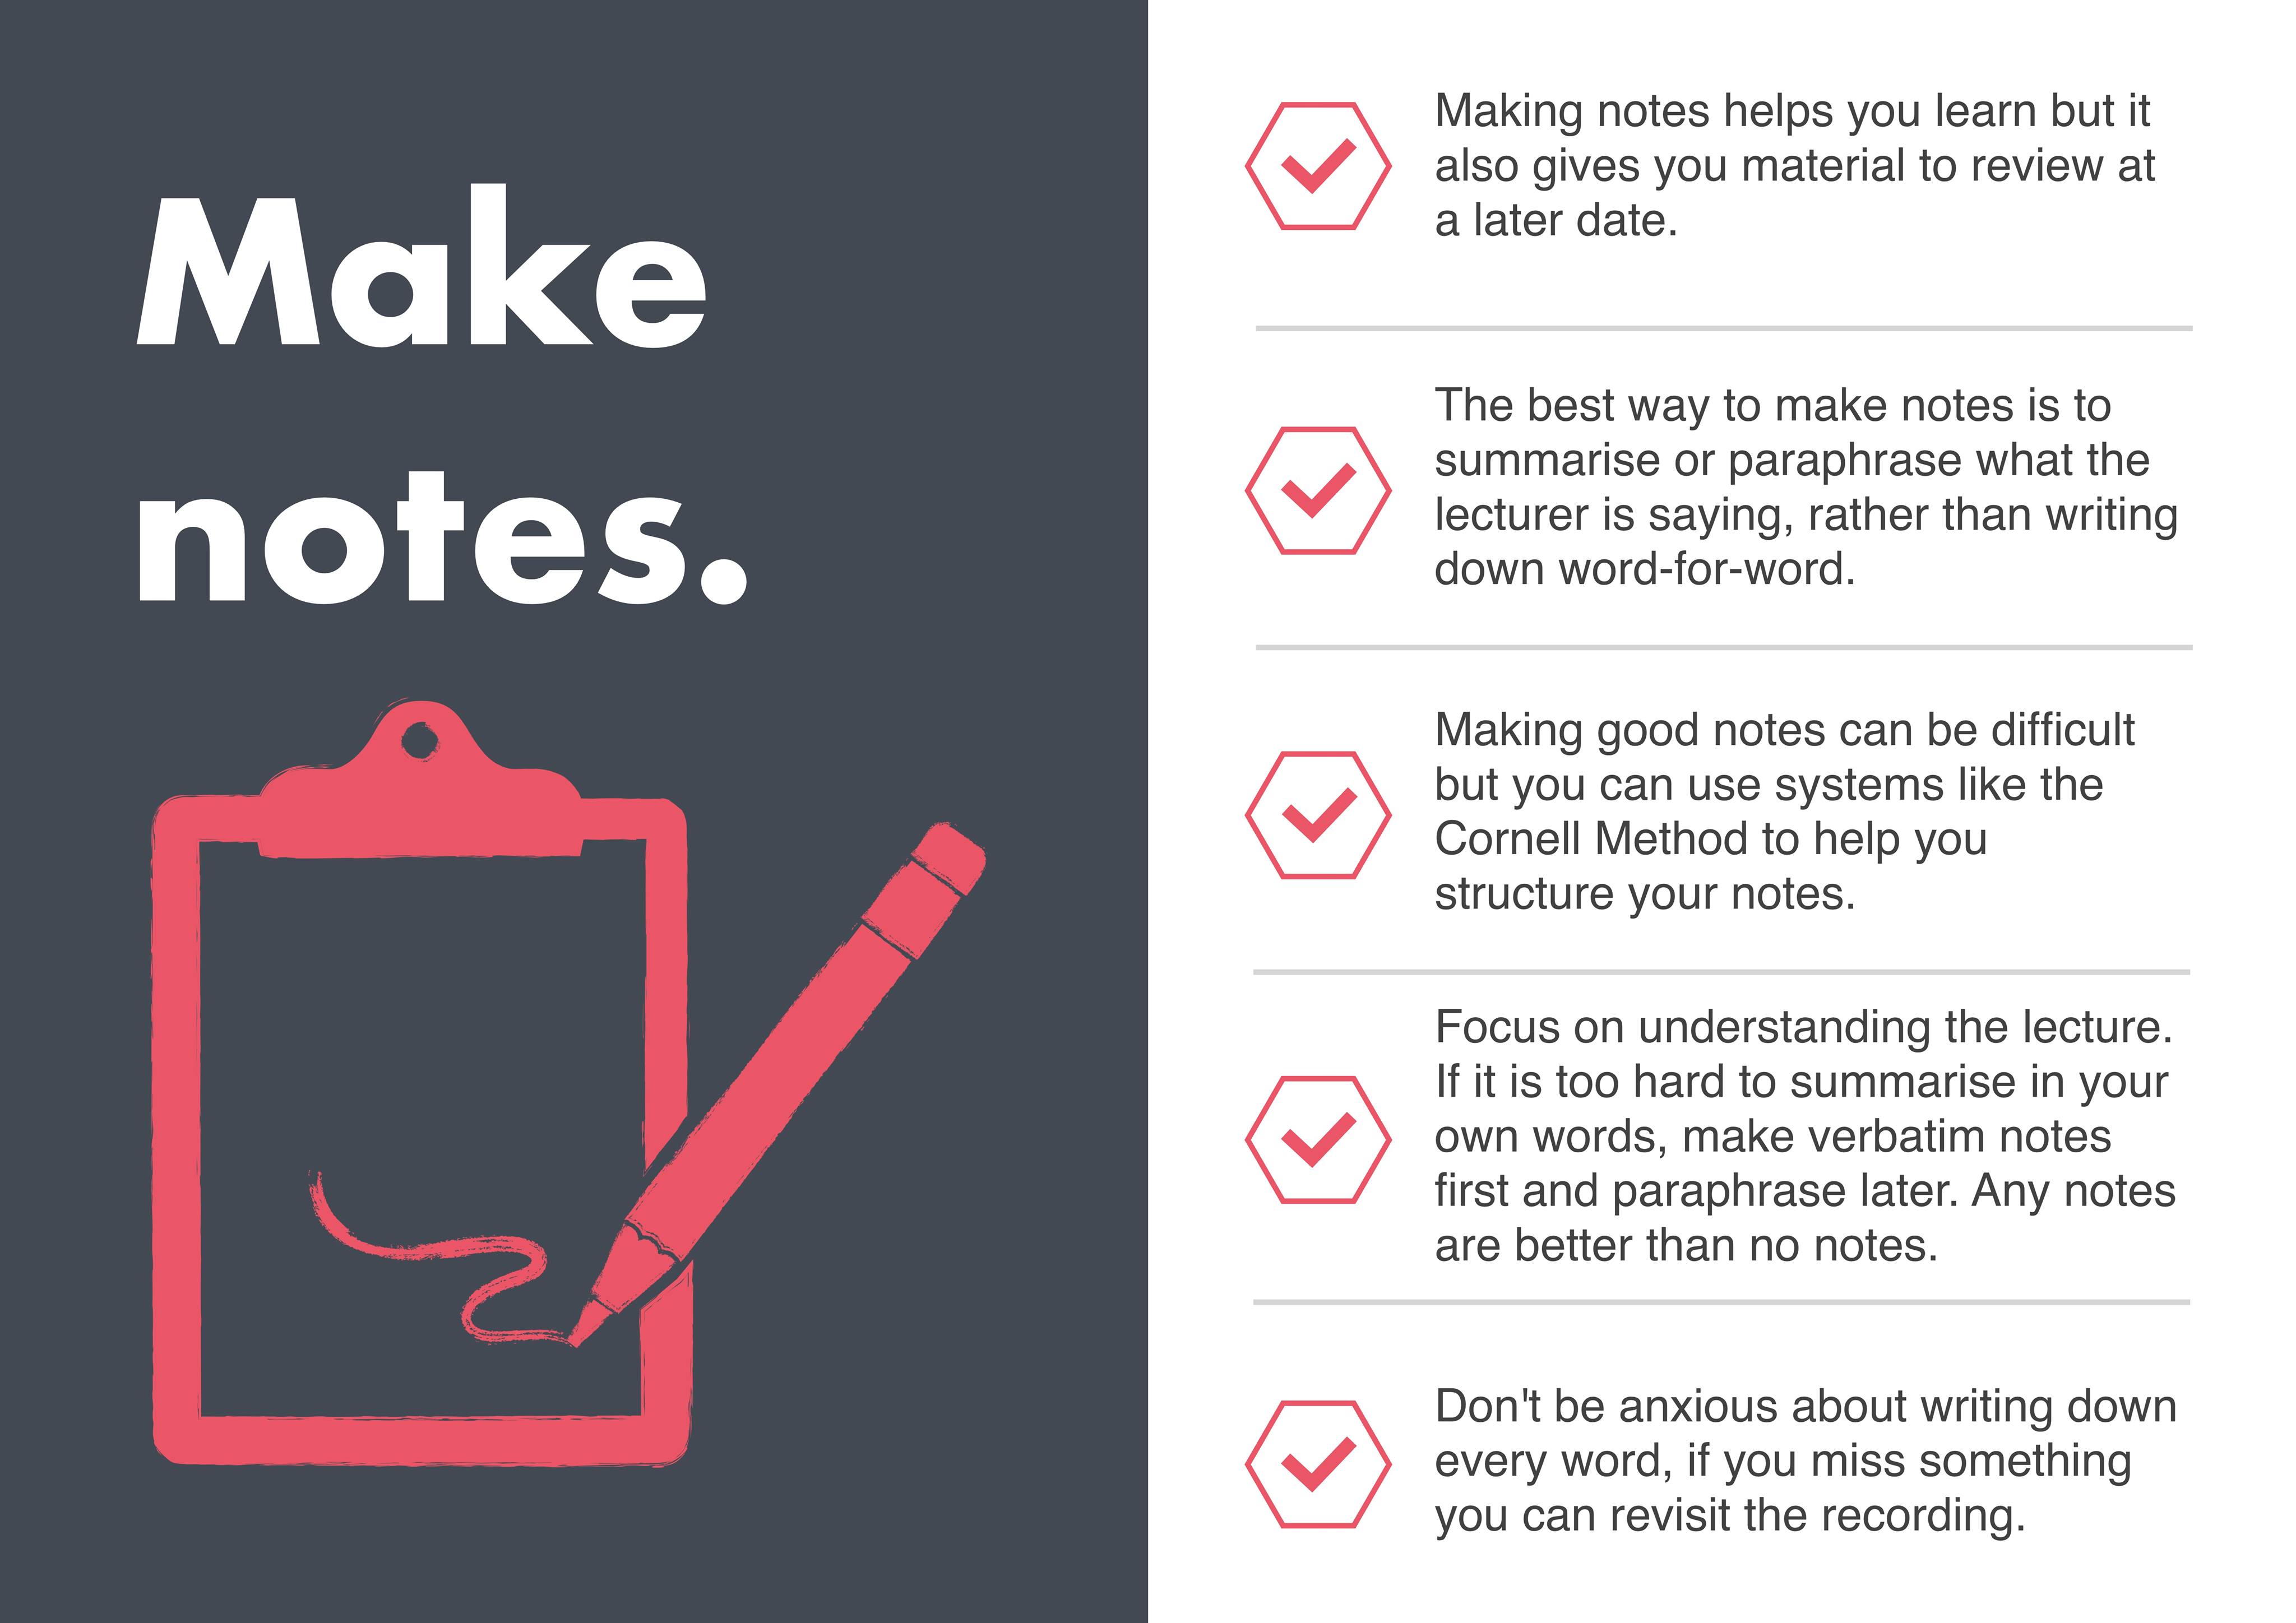 Make
notes.
Making notes helps you learn but it
also gives you material to review at
a later date.
The best way to make notes is to
summarise or paraphrase what the
lecturer is saying, rather than writing
down word-for-word.
Making good notes can be difficult
but you can use systems like the
Cornell Method to help you
structure your notes.
Focus on understanding the lecture.
If it is too hard to summarise in your
own words, make verbatim notes
first and paraphrase later. Any notes
are better than no notes.
Don't be anxious about writing down
every word, if you miss something
you can revisit the recording.